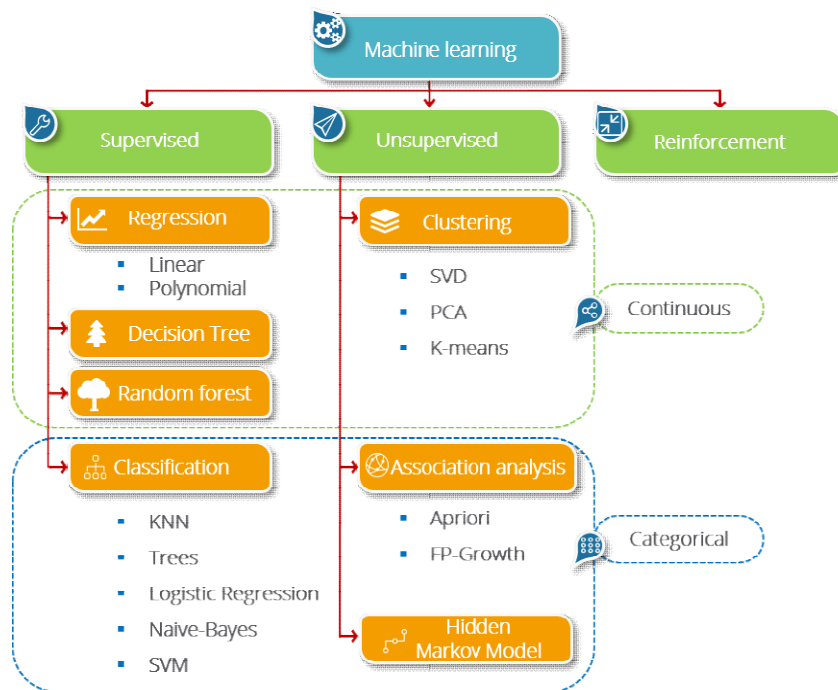 Machine learning
Supervised
Unsupervised
Reinforcement
Regression
Linear
Polynomial
Decision Tree
Random forest
Clustering
SVD
PCA
K-means
Continuous
Classification
KNN
Trees
Logistic Regression
Naive-Bayes
SVM
Association analysis
Apriori
FP-Growth
Hidden
Markov Model
Categorical